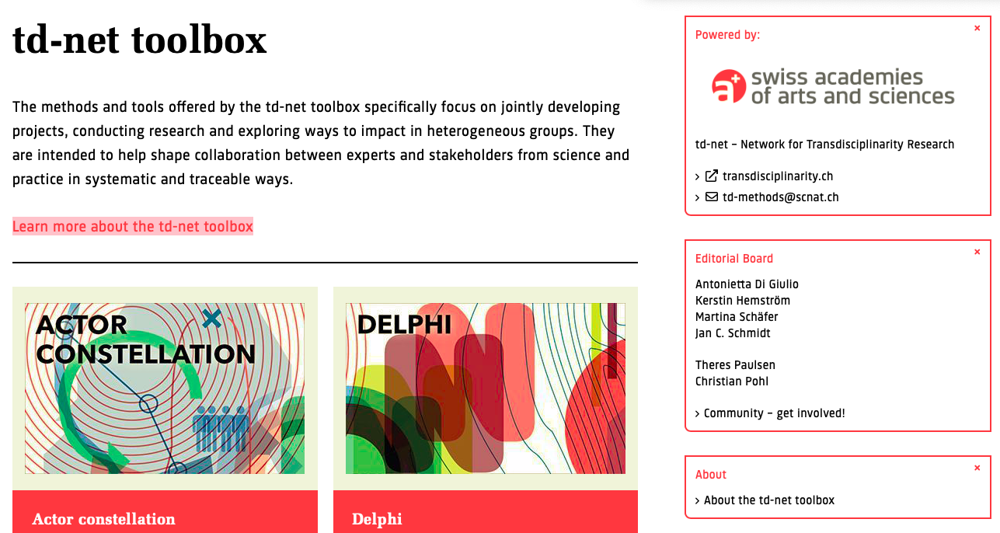 td-net toolbox
The methods and tools offered by the td-net toolbox specifically focus on jointly developing
projects, conducting research and exploring ways to impact in heterogeneous groups. They
are intended to help shape collaboration between experts and stakeholders from science and
practice in systematic and traceable ways.
Learn more about the td-net toolbox
ACTOR
CONSTELLATION
Actor constellation
DELPHI
Delphi
Powered by:
swiss academies
of arts and sciences
td-net – Network for Transdisciplinarity Research
> transdisciplinarity.ch
> td-methods@scnat.ch
Editorial Board
Antonietta Di Giulio
Kerstin Hemström
Martina Schäfer
Jan C. Schmidt
Theres Paulsen
Christian Pohl
> Community – get involved!
About
> About the td-net toolbox